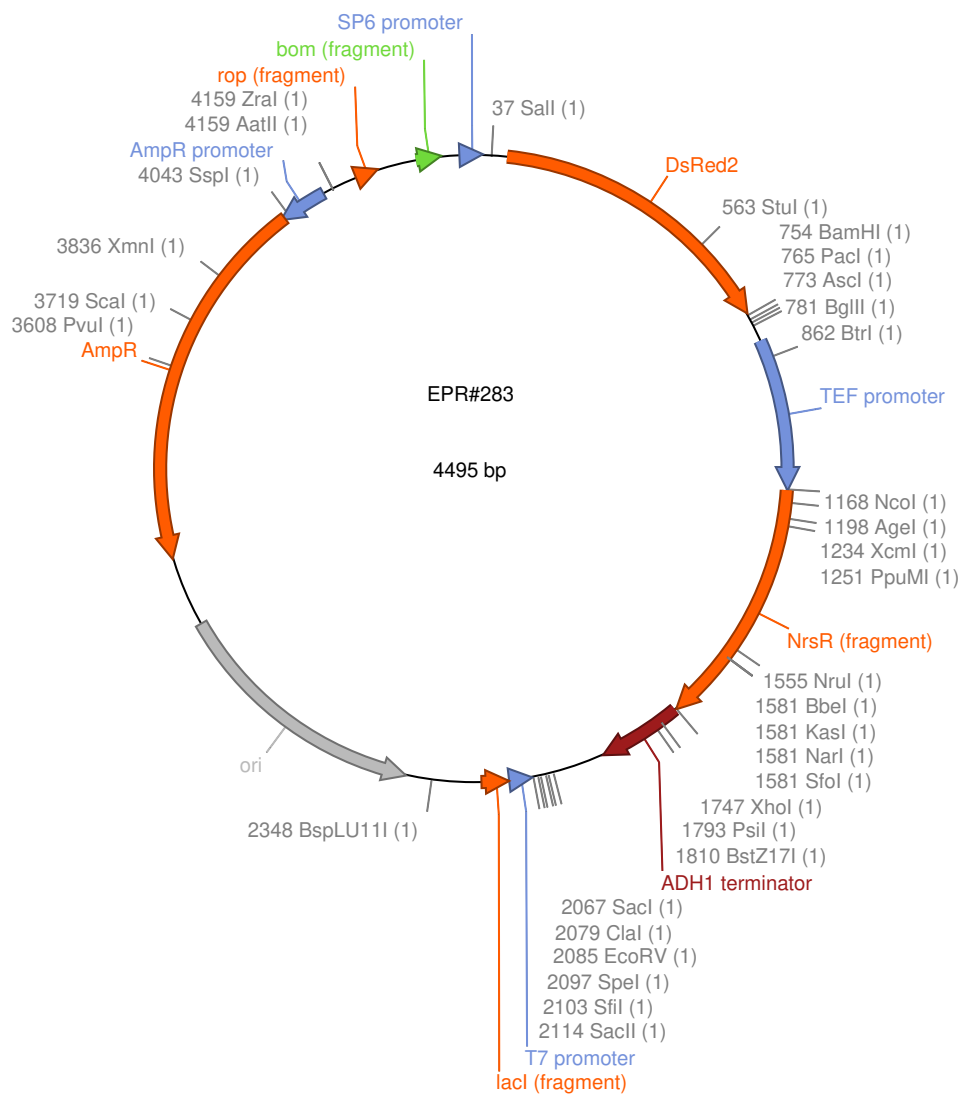 SP6 promoter
bom (fragment)
rop (fragment)
4159 ZraI (1)
4159 AatII (1)
AmpR promoter
4043 SspI (1)
3836 XmnI (1)
3719 ScaI (1)
3608 PvuI (1)
AmpR
37 SalI (1)
DsRed2
563 StuI (1)
754 BamHI (1)
765 PacI (1)
773 AscI (1)
781 BglII (1)
862 BtrI (1)
EPR#283
4495 bp
TEF promoter
1168 NcoI (1)
1198 AgeI (1)
1234 XcmI (1)
1251 PpuMI (1)
NrsR (fragment)
1555 NruI (1)
1581 BbeI (1)
1581 KasI (1)
1581 NarI (1)
1581 SfoI (1)
1747 XhoI (1)
1793 PsiI (1)
1810 BstZ17I (1)
ADH1 terminator
ori
2348 BspLU11I (1)
2067 SacI (1)
2079 ClaI (1)
2085 EcoRV (1)
2097 SpeI (1)
2103 SfiI (1)
2114 SacII (1)
T7 promoter
lacI (fragment)